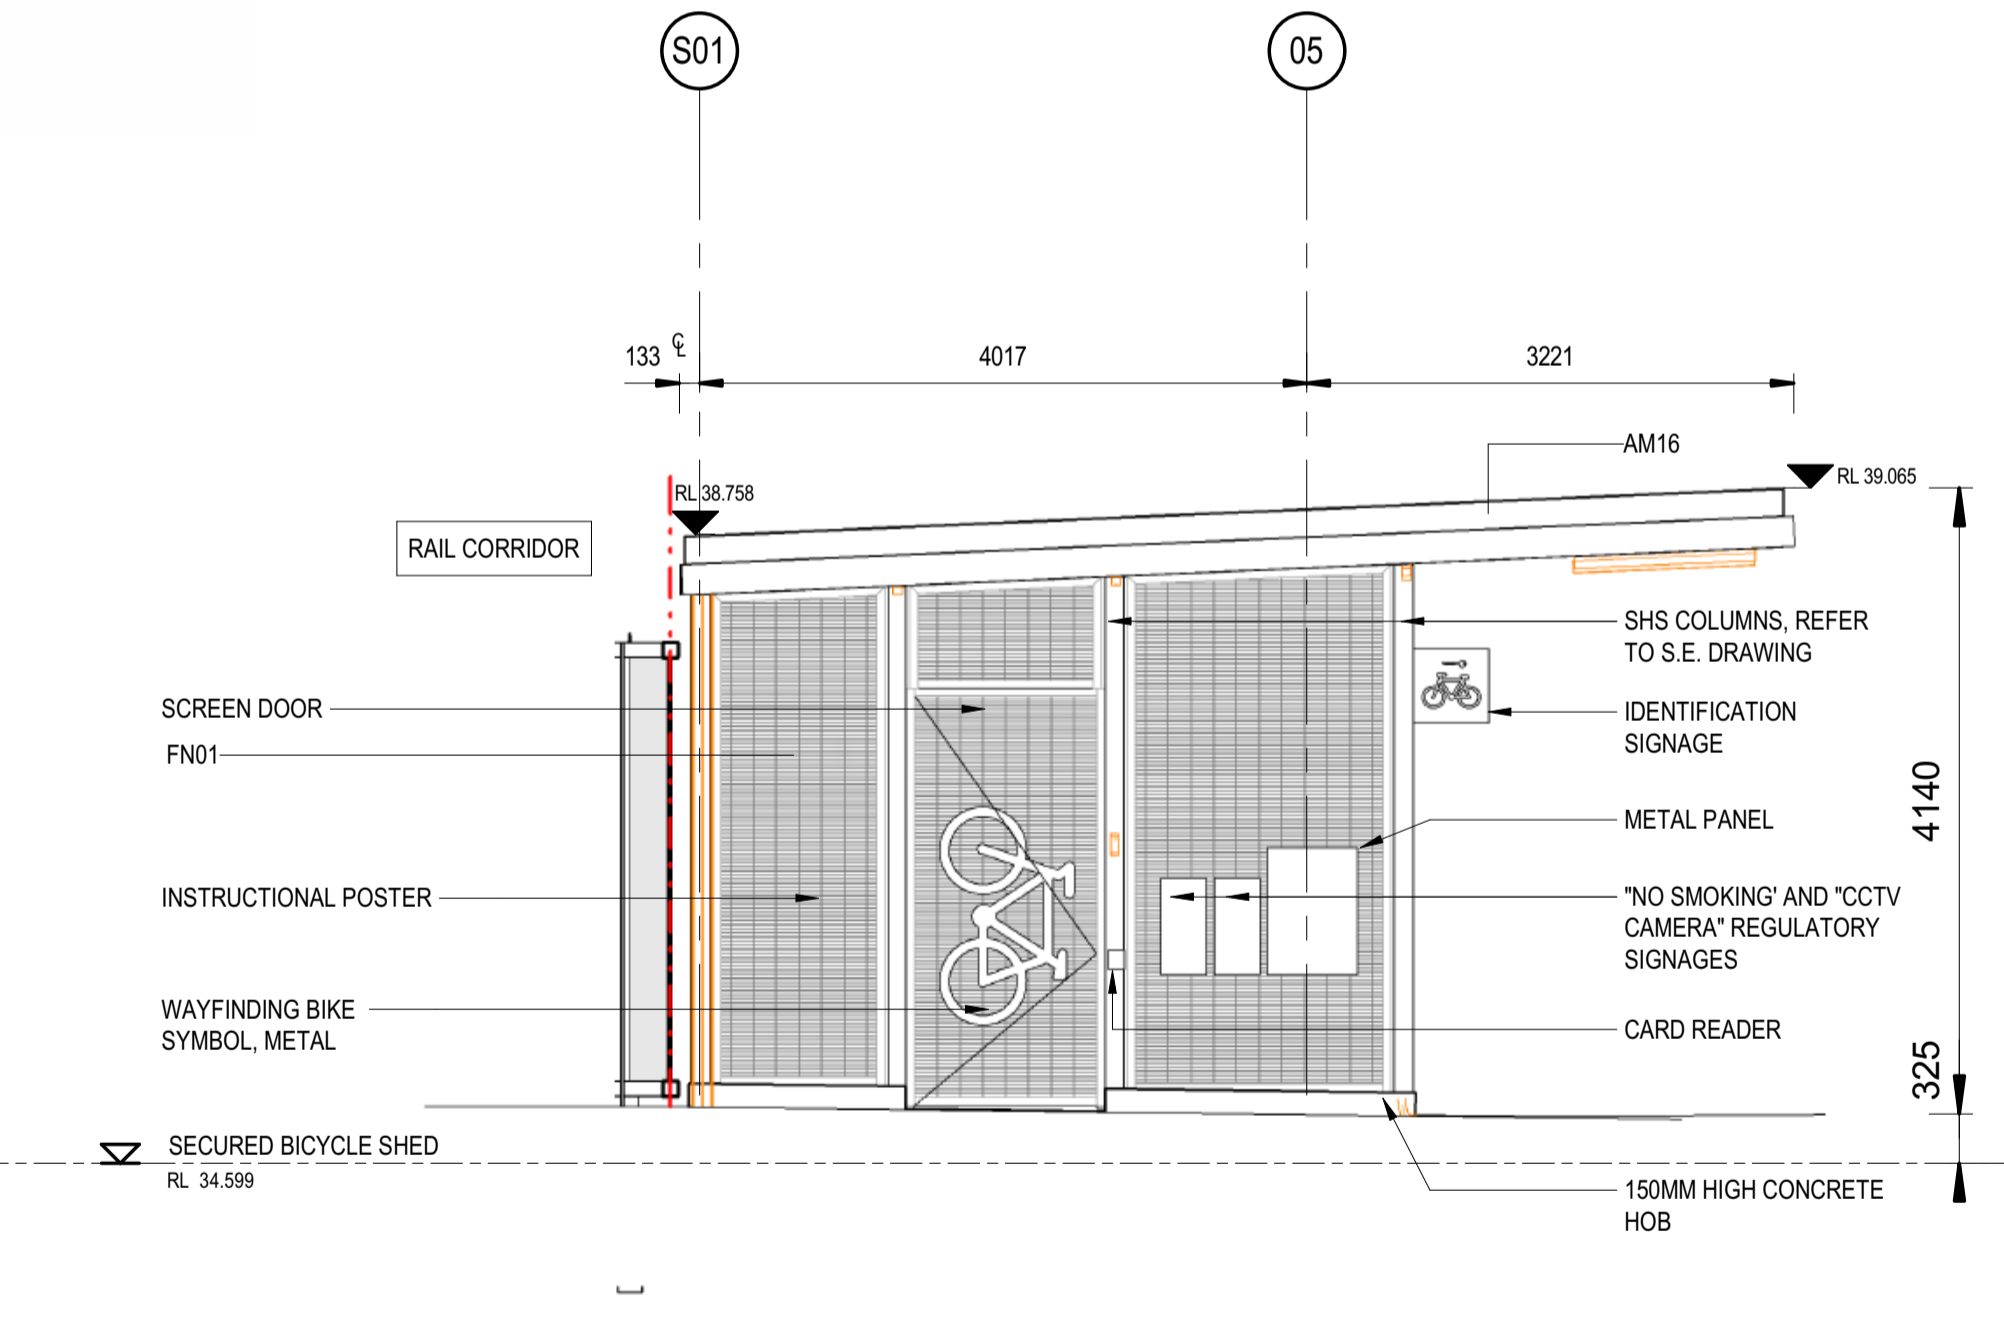 S01
05
133
℄
4017
3221
AM16
RL 38.758
RL 39.065
RAIL CORRIDOR
SHS COLUMNS, REFER
TO S.E. DRAWING
SCREEN DOOR
IDENTIFICATION
SIGNAGE
FN01
4140
METAL PANEL
INSTRUCTIONAL POSTER
"NO SMOKING' AND "CCTV
CAMERA" REGULATORY
SIGNAGES
WAYFINDING BIKE
SYMBOL, METAL
CARD READER
325
SECURED BICYCLE SHED
RL 34.599
150MM HIGH CONCRETE
HOB